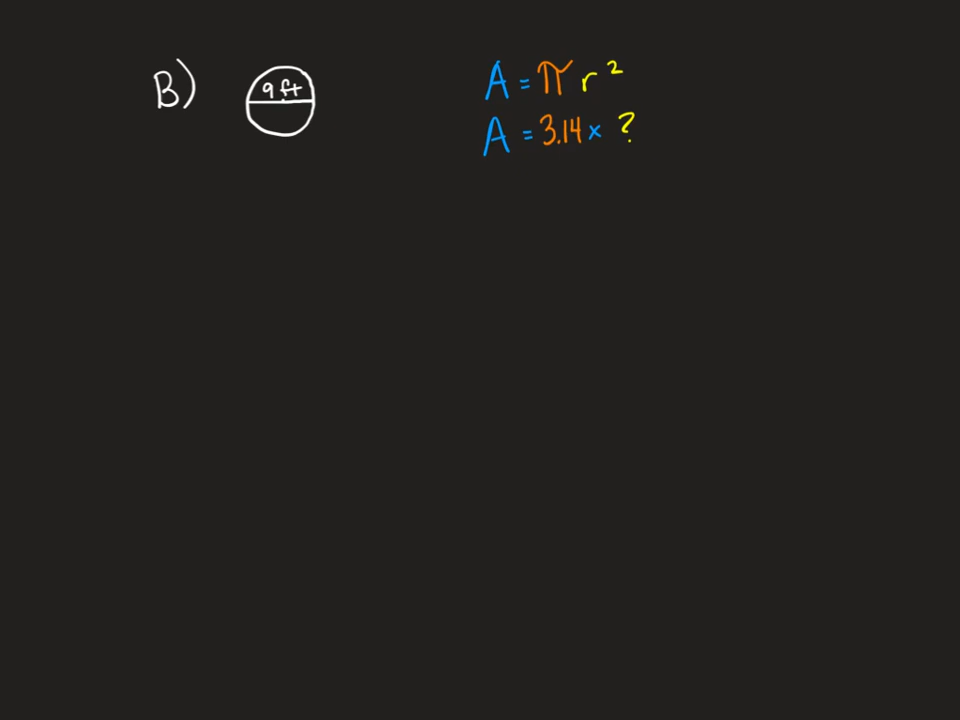 B)
9 ft
A = π r²
A = 3.14 x ?